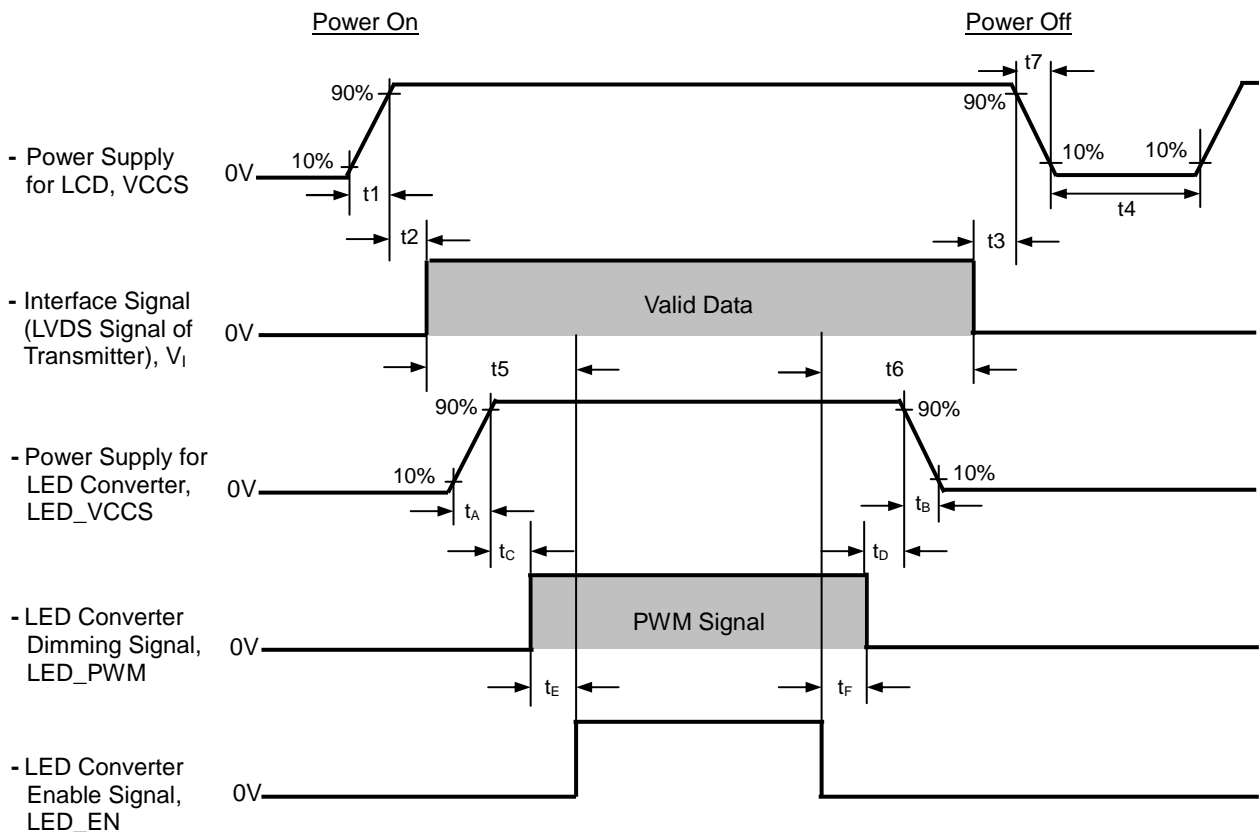 Power On
Power Off
t7
90%
90%
- Power Supply
for LCD, VCCS
10%
10%
10%
0V
t1
t4
t2
t3
- Interface Signal
(LVDS Signal of
Transmitter), VI
0V
Valid Data
t5
t6
90%
90%
- Power Supply for
LED Converter,
LED_VCCS
10%
10%
0V
tA
tB
tC
tD
- LED Converter
Dimming Signal,
LED_PWM
0V
PWM Signal
tE
tF
- LED Converter
Enable Signal,
LED_EN
0V